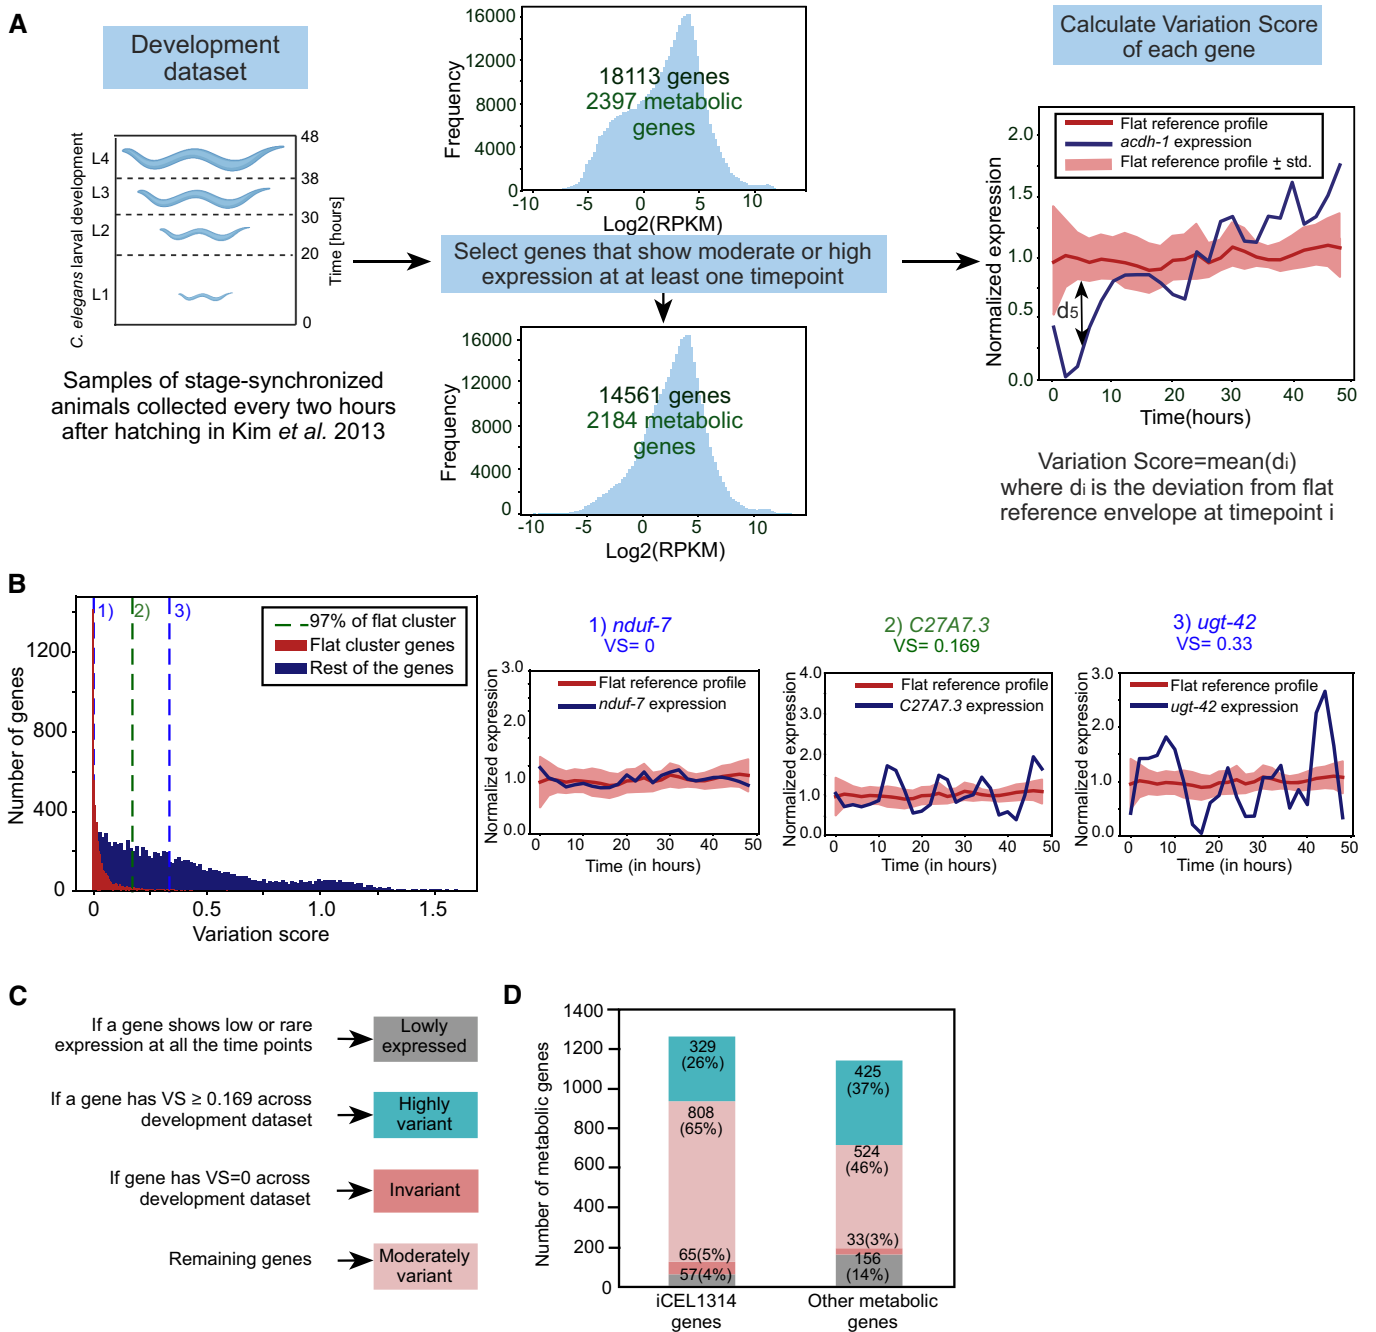 A
Development
dataset
C. elegans larval development
L4
L3
L2
L1
48
38
30
20
0
Time [hours]
Samples of stage-synchronized
animals collected every two hours
after hatching in Kim et al. 2013
Frequency
16000
12000
8000
4000
0
18113 genes
2397 metabolic
genes
-10 -5 0 5 10
Log2(RPKM)
Select genes that show moderate or high
expression at at least one timepoint
Frequency
16000
12000
8000
4000
0
14561 genes
2184 metabolic
genes
-10 -5 0 5 10
Log2(RPKM)
Calculate Variation Score
of each gene
Normalized expression
2.0
1.5
1.0
0.5
0.0
Flat reference profile
acdh-1 expression
Flat reference profile ± std.
d5
0 10 20 30 40 50
Time(hours)
Variation Score=mean(di)
where di is the deviation from flat
reference envelope at timepoint i
B
Number of genes
1200
800
400
0
1) 2) 3)
97% of flat cluster
Flat cluster genes
Rest of the genes
0 0.5 1.0 1.5
Variation score
1) nduf-7
VS= 0
Normalized expression
3.0
2.0
1.0
0.0
Flat reference profile
nduf-7 expression
0 10 20 30 40 50
Time (in hours)
2) C27A7.3
VS= 0.169
Normalized expression
4.0
3.0
2.0
1.0
0.0
Flat reference profile
C27A7.3 expression
0 10 20 30 40 50
Time (in hours)
3) ugt-42
VS= 0.33
Normalized expression
3.0
2.0
1.0
0.0
Flat reference profile
ugt-42 expression
0 10 20 30 40 50
Time (in hours)
C
If a gene shows low or rare
expression at all the time points
Lowly
expressed
If a gene has VS ≥ 0.169 across
development dataset
Highly
variant
If gene has VS=0 across
development dataset
Invariant
Remaining genes
Moderately
variant
D
Number of metabolic genes
1400
1200
1000
800
600
400
200
0
329
(26%)
808
(65%)
65(5%)
57(4%)
iCEL1314
genes
425
(37%)
524
(46%)
33(3%)
156
(14%)
Other metabolic
genes